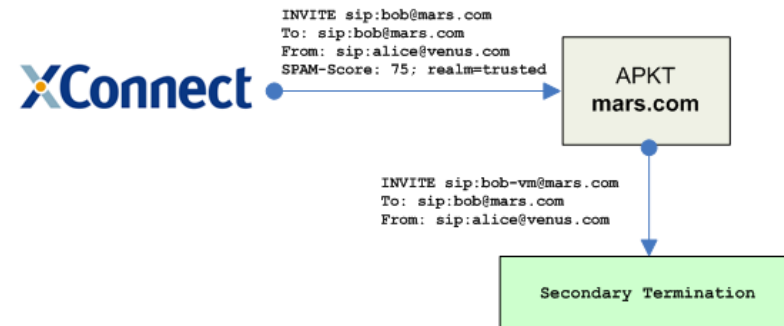 INVITE sip:bob@mars.com
To: sip:bob@mars.com
From: sip:alice@venus.com
SPAM-Score: 75; realm=trusted
XConnect
APKT
mars.com
INVITE sip:bob-vm@mars.com
To: sip:bob@mars.com
From: sip:alice@venus.com
Secondary Termination